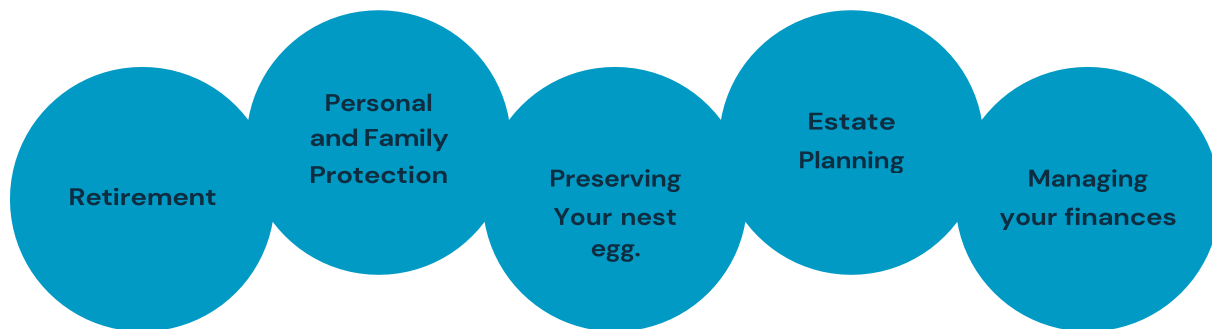 Retirement
Personal
and Family
Protection
Preserving
Your nest
egg.
Estate
Planning
Managing
your finances